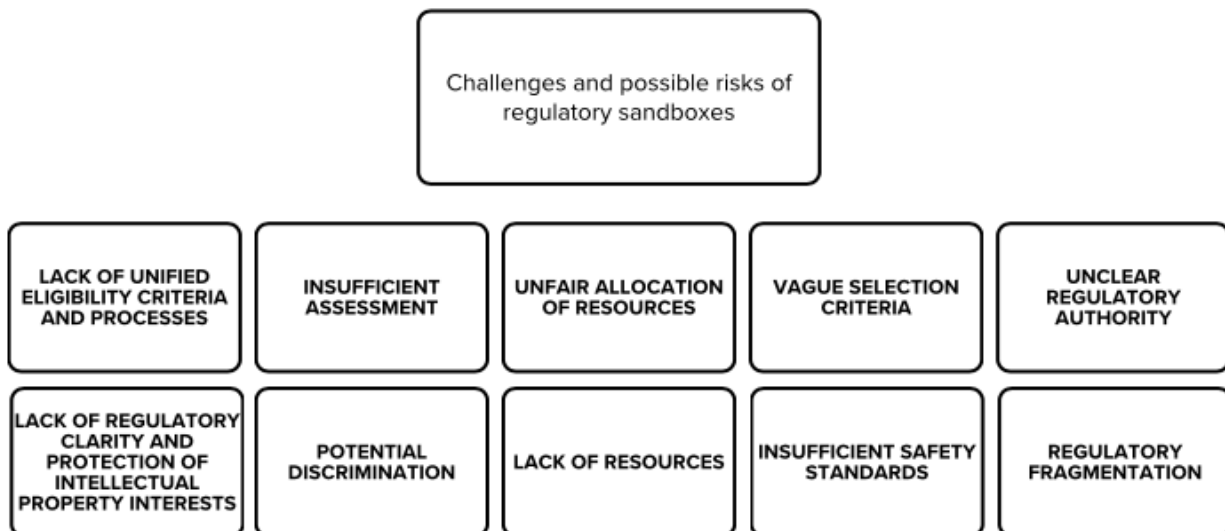 Challenges and possible risks of
regulatory sandboxes
LACK OF UNIFIED
ELIGIBILITY CRITERIA
AND PROCESSES
INSUFFICIENT
ASSESSMENT
UNFAIR ALLOCATION
OF RESOURCES
VAGUE SELECTION
CRITERIA
UNCLEAR
REGULATORY
AUTHORITY
LACK OF REGULATORY
CLARITY AND
PROTECTION OF
INTELLECTUAL
PROPERTY INTERESTS
POTENTIAL
DISCRIMINATION
LACK OF RESOURCES
INSUFFICIENT SAFETY
STANDARDS
REGULATORY
FRAGMENTATION